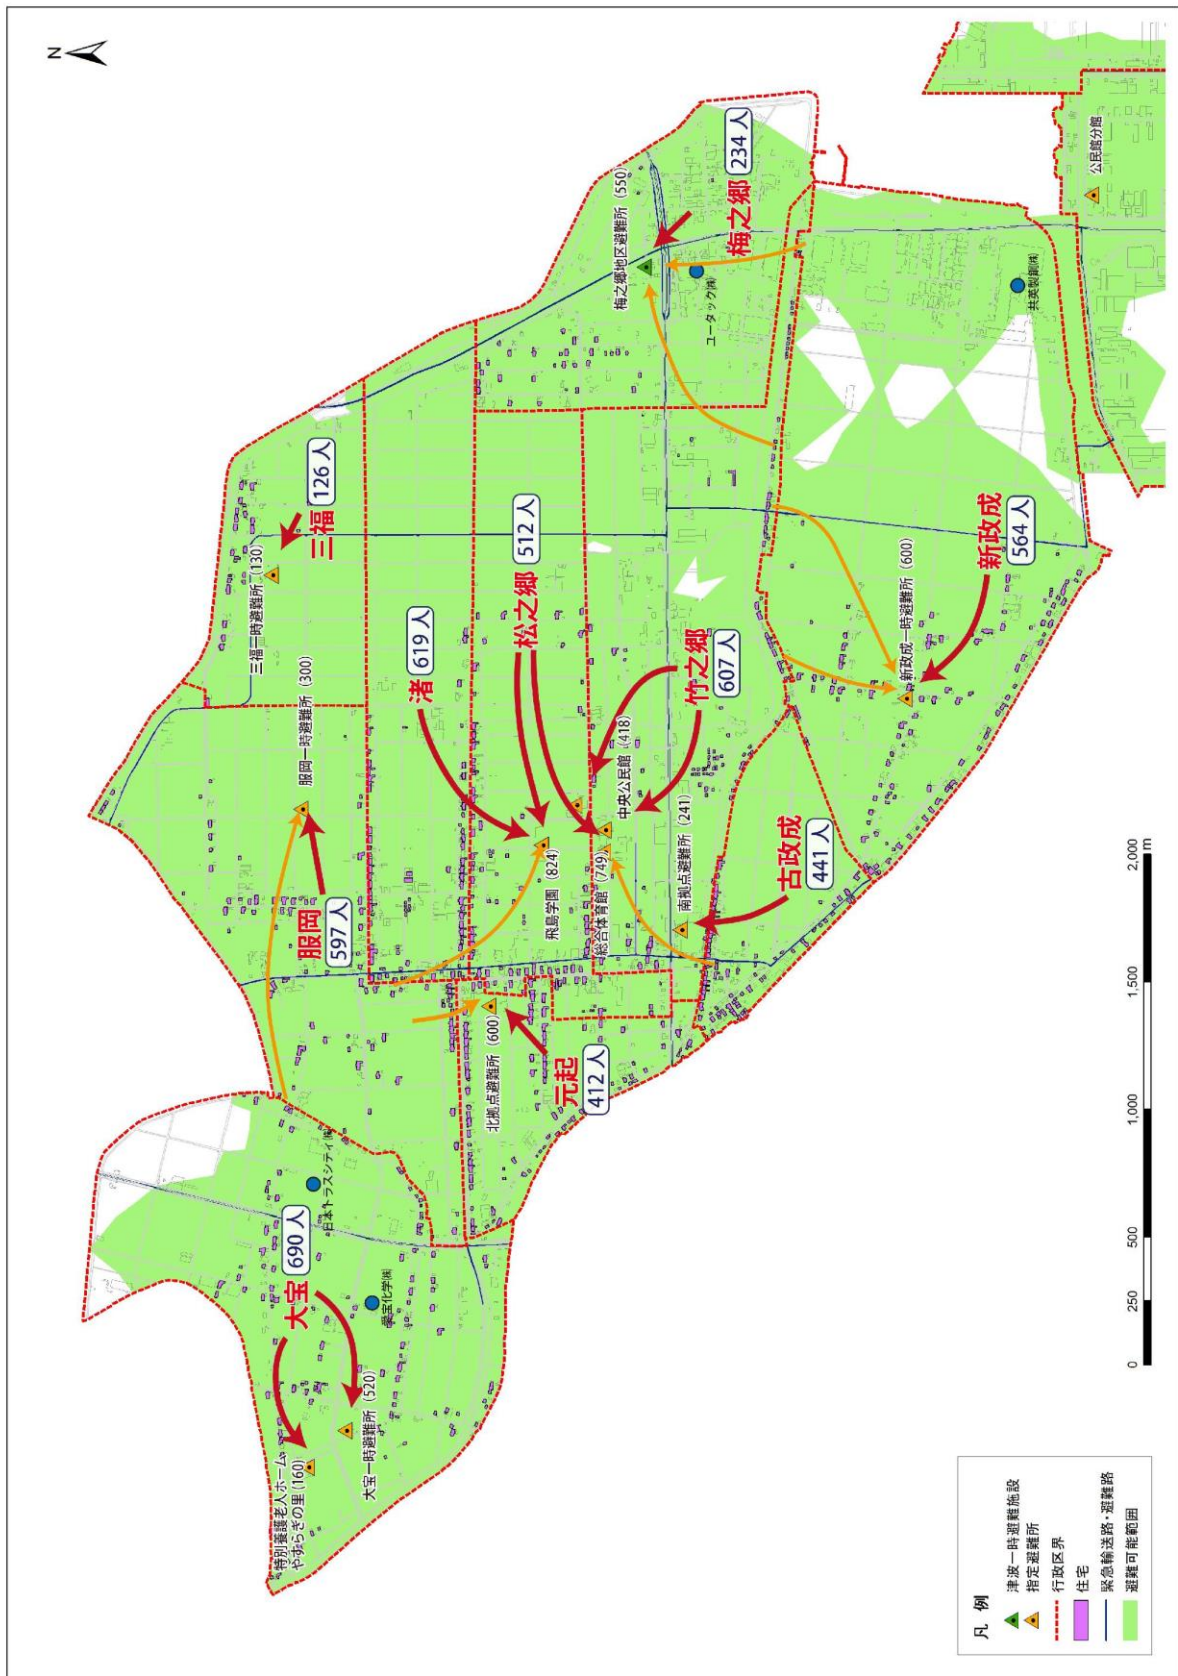 N
大宝
690人
特別養護老人ホーム
やすらぎの里(160)
大宝一時避難所 (520)
愛宝化学㈱
日本トラスシティ㈱
服岡
597人
服岡一時避難所 (300)
三福一時避難所 (130)
三福 126人
渚 619人
松之郷 512人
元起
412人
北拠点避難所 (600)
飛島学園 (824)
総合体育館 (749)
中央公民館 (418)
竹之郷
607人
南拠点避難所 (241)
古政成
441人
梅之郷地区避難所 (550)
梅之郷 234人
ユータック㈱
新政成一時避難所 (600)
新政成
564人
共英製鋼㈱
公民館分館
凡 例
津波一時避難施設
指定避難所
行政区界
住宅
緊急輸送路・避難路
避難可能範囲
0 250 500 1,000 1,500 2,000 m